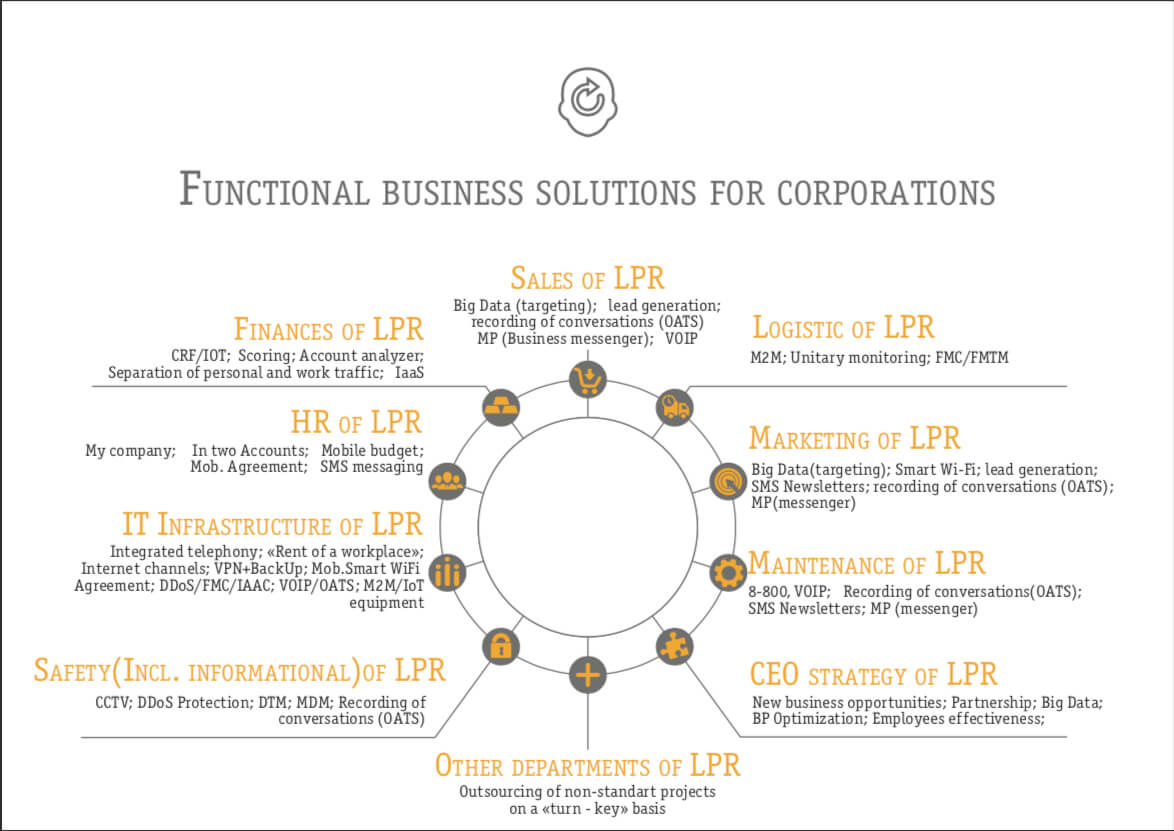 Functional business solutions for corporations
Sales of LPR
Big Data (targeting); lead generation;
recording of conversations (OATS)
MP (Business messenger); VOIP
Finances of LPR
CRF/IOT; Scoring; Account analyzer;
Separation of personal and work traffic; IaaS
Logistic of LPR
M2M; Unitary monitoring; FMC/FMTM
HR of LPR
My company; In two Accounts; Mobile budget;
Mob. Agreement; SMS messaging
Marketing of LPR
Big Data(targeting); Smart Wi-Fi; lead generation;
SMS Newsletters; recording of conversations (OATS);
MP(messenger)
IT Infrastructure of LPR
Integrated telephony; «Rent of a workplace»;
Internet channels; VPN+BackUp; Mob.Smart WiFi
Agreement; DDoS/FMC/IAAC; VOIP/OATS; M2M/IoT
equipment
Maintenance of LPR
8-800, VOIP; Recording of conversations(OATS);
SMS Newsletters; MP (messenger)
Safety(Incl. informational)of LPR
CCTV; DDoS Protection; DTM; MDM; Recording of
conversations (OATS)
CEO strategy of LPR
New business opportunities; Partnership; Big Data;
BP Optimization; Employees effectiveness;
Other departments of LPR
Outsourcing of non-standart projects
on a «turn - key» basis